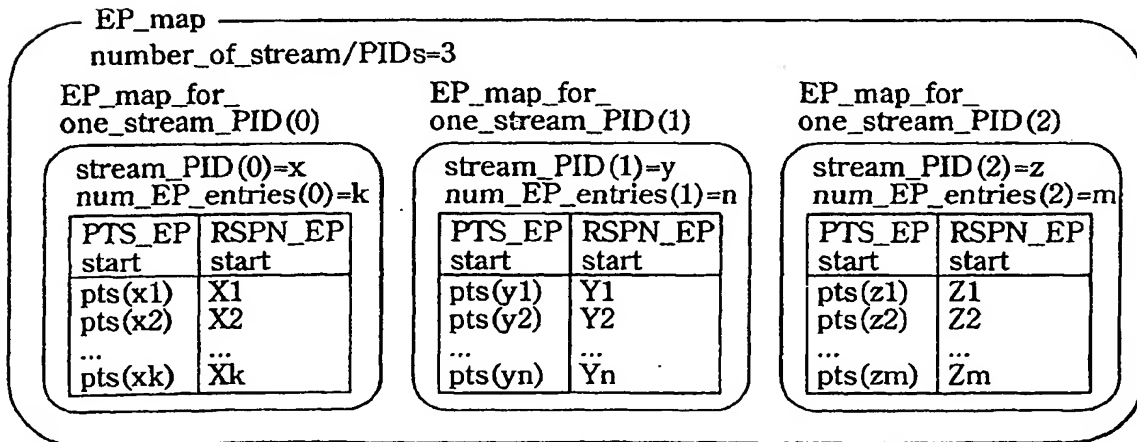 EP_map
number_of_stream/PIDs=3
EP_map_for_
one_stream_PID(0)
stream_PID(0)=x
num_EP_entries(0)=k
PTS_EP RSPN_EP
start start
pts(x1) X1
pts(x2) X2
... ...
pts(xk) Xk
EP_map_for_
one_stream_PID(1)
stream_PID(1)=y
num_EP_entries(1)=n
PTS_EP RSPN_EP
start start
pts(y1) Y1
pts(y2) Y2
... ...
pts(yn) Yn
EP_map_for_
one_stream_PID(2)
stream_PID(2)=z
num_EP_entries(2)=m
PTS_EP RSPN_EP
start start
pts(z1) Z1
pts(z2) Z2
... ...
pts(zm) Zm